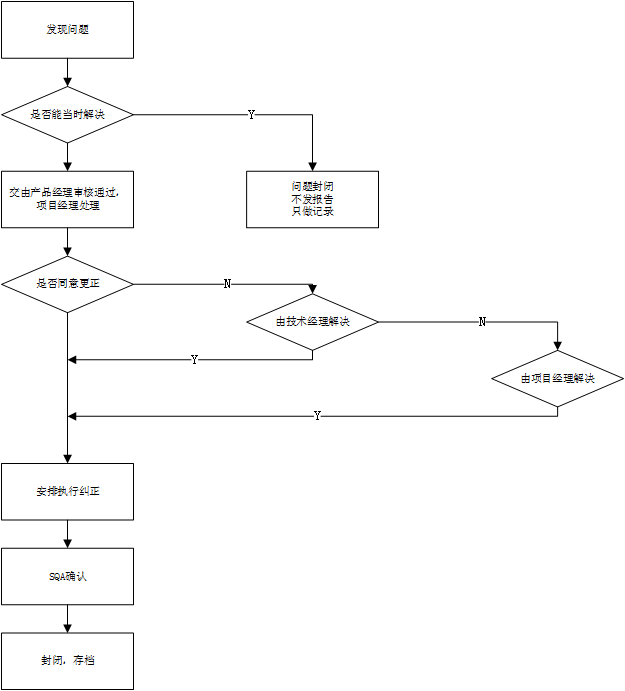 发现问题
是否能当时解决
Y
交由产品经理审核通过,
项目经理处理
问题封闭
不发报告
只做记录
是否同意更正
N
由技术经理解决
N
Y
由项目经理解决
Y
安排执行纠正
SQA确认
封闭, 存档